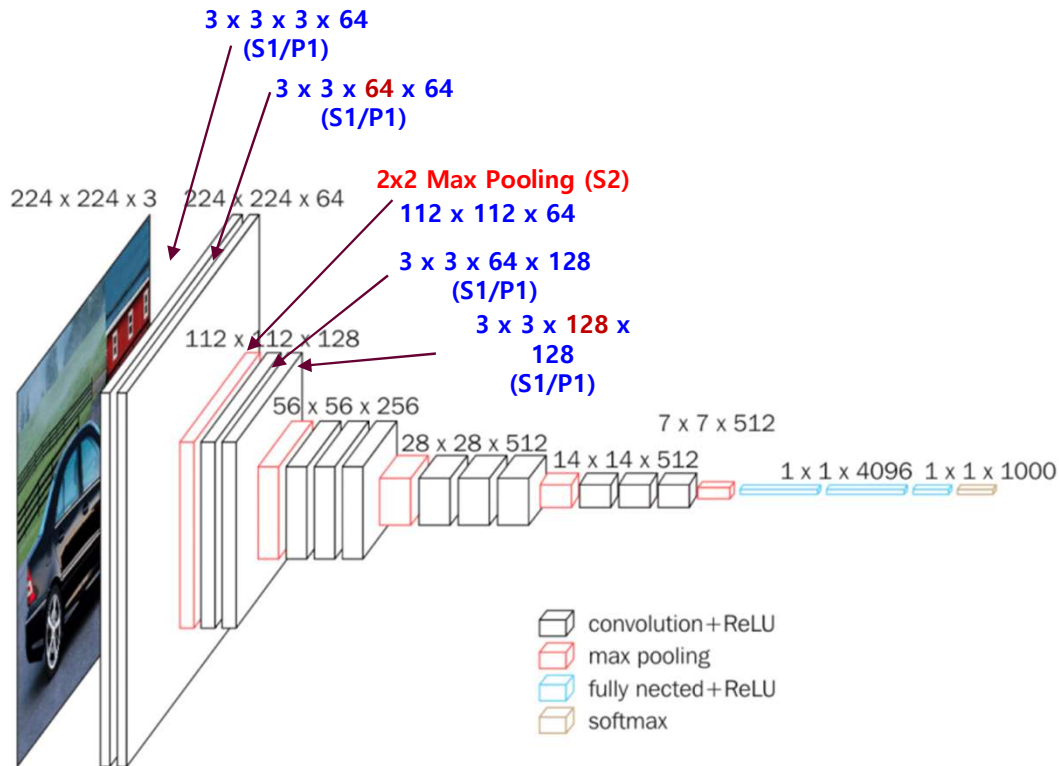 3 x 3 x 3 x 64
(S1/P1)
3 x 3 x 64 x 64
(S1/P1)
2x2 Max Pooling (S2)
224 x 224 x 3
224 x 224 x 64
112 x 112 x 64
3 x 3 x 64 x 128
(S1/P1)
3 x 3 x 128 x
128
(S1/P1)
112 x 112 x 128
56 x 56 x 256
28 x 28 x 512
14 x 14 x 512
7 x 7 x 512
1 x 1 x 4096
1 x 1 x 1000
convolution+ReLU
max pooling
fully nected+ReLU
softmax